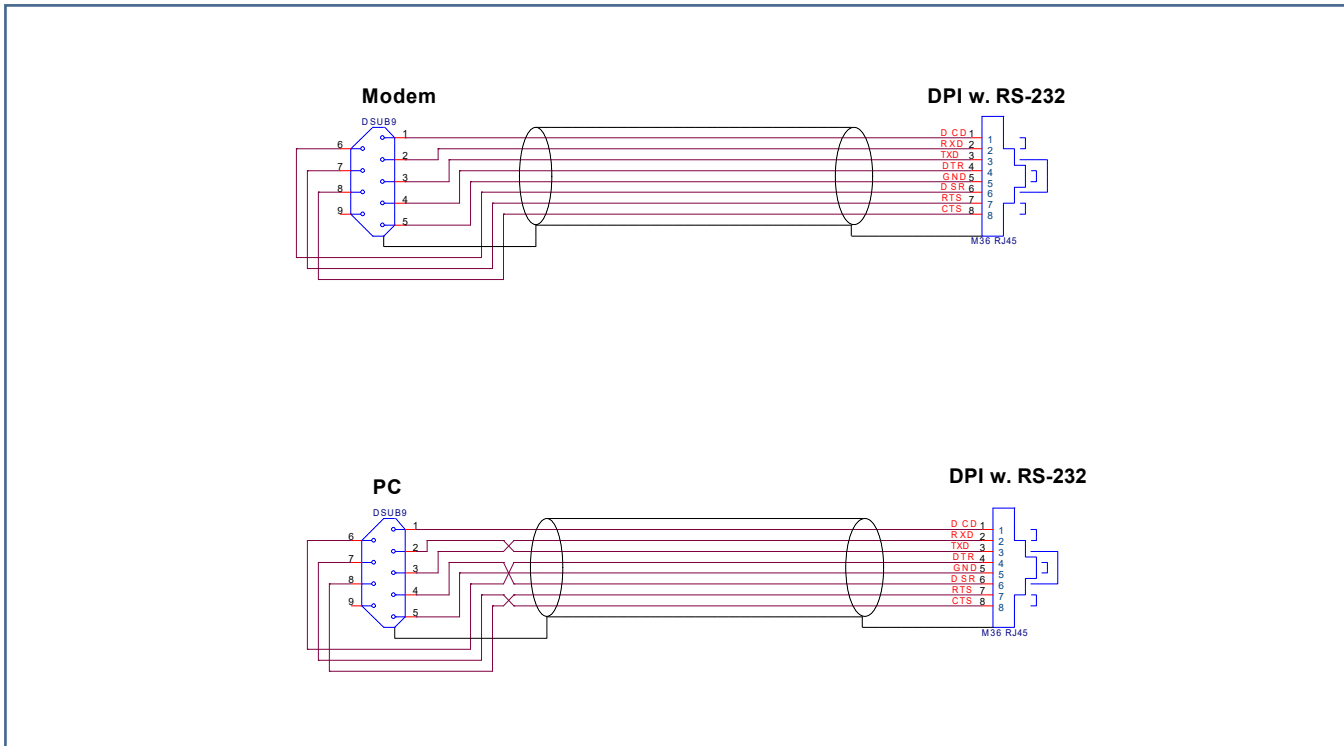 Modem
DPI w. RS-232
DSUB9
1
2
3
4
5
6
7
8
9
DCD 1
RXD 2
TXD 3
DTR 4
GND 5
DSR 6
RTS 7
CTS 8
1
2
3
4
5
6
7
8
M36 RJ45
PC
DPI w. RS-232
DSUB9
1
2
3
4
5
6
7
8
9
DCD 1
RXD 2
TXD 3
DTR 4
GND 5
DSR 6
RTS 7
CTS 8
1
2
3
4
5
6
7
8
M36 RJ45